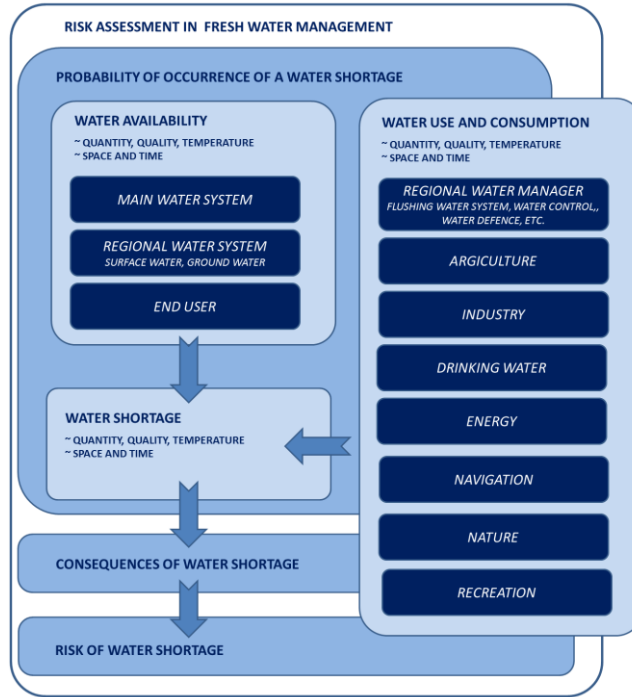 RISK ASSESSMENT IN FRESH WATER MANAGEMENT
PROBABILITY OF OCCURRENCE OF A WATER SHORTAGE
WATER AVAILABILITY
~ QUANTITY, QUALITY, TEMPERATURE
~ SPACE AND TIME
MAIN WATER SYSTEM
REGIONAL WATER SYSTEM
SURFACE WATER, GROUND WATER
END USER
WATER SHORTAGE
~ QUANTITY, QUALITY, TEMPERATURE
~ SPACE AND TIME
WATER USE AND CONSUMPTION
~ QUANTITY, QUALITY, TEMPERATURE
~ SPACE AND TIME
REGIONAL WATER MANAGER
FLUSHING WATER SYSTEM, WATER CONTROL,,
WATER DEFENCE, ETC.
ARGICULTURE
INDUSTRY
DRINKING WATER
ENERGY
NAVIGATION
NATURE
RECREATION
CONSEQUENCES OF WATER SHORTAGE
RISK OF WATER SHORTAGE